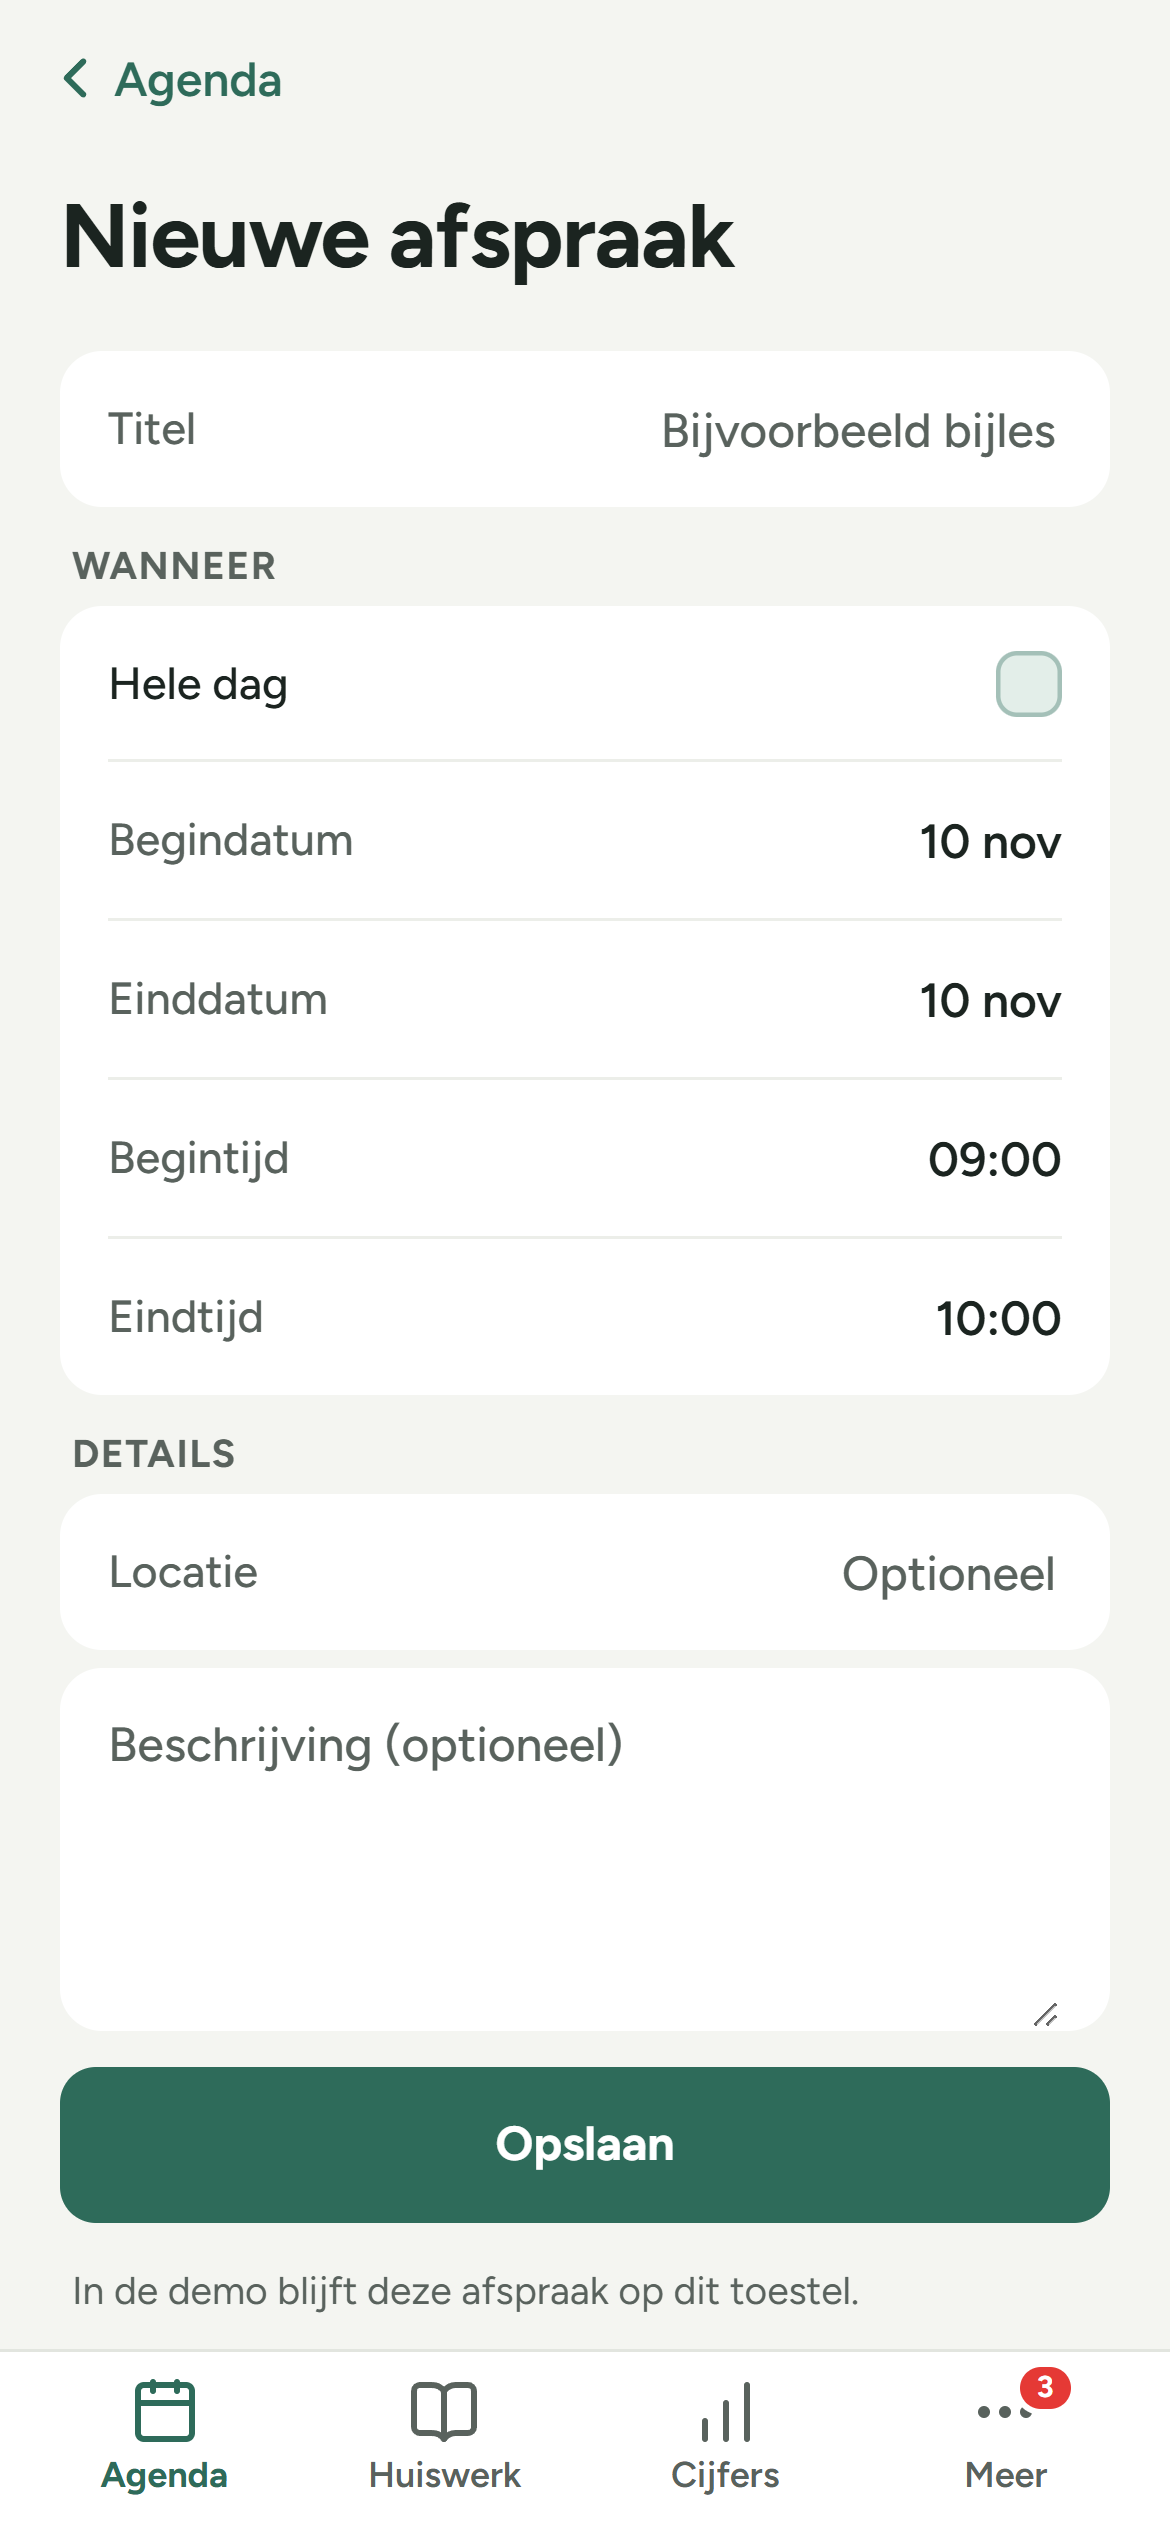 Agenda
Nieuwe afspraak
Titel Bijvoorbeeld bijles
WANNEER
Hele dag
Begindatum 10 nov
Einddatum 10 nov
Begintijd 09:00
Eindtijd 10:00
DETAILS
Locatie Optioneel
Beschrijving (optioneel)
Opslaan
In de demo blijft deze afspraak op dit toestel.
3
Agenda Huiswerk Cijfers Meer